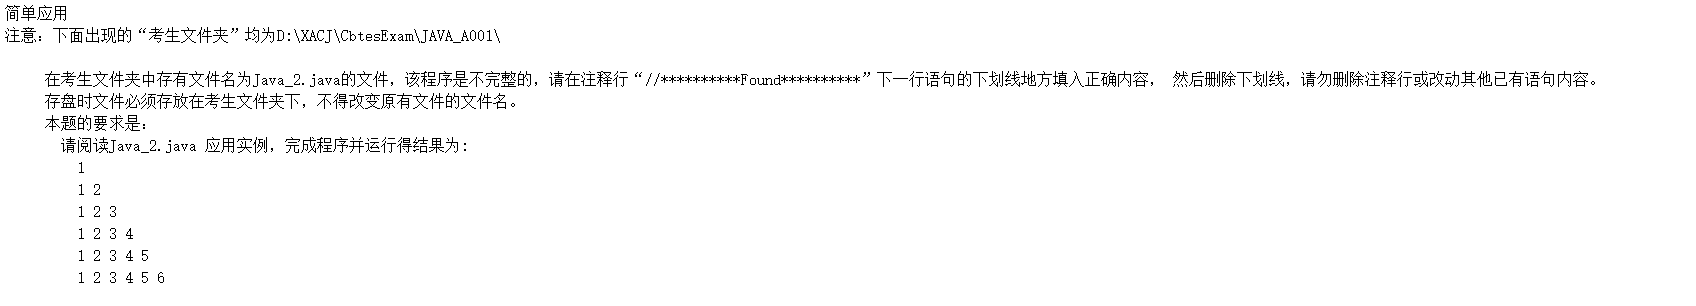 简单应用
注意：下面出现的“考生文件夹”均为D:\XACJ\CbtesExam\JAVA_A001\
在考生文件夹中存有文件名为Java_2.java的文件，该程序是不完整的，请在注释行“//**********Found**********”下一行语句的下划线地方填入正确内容， 然后删除下划线，请勿删除注释行或改动其他已有语句内容。
存盘时文件必须存放在考生文件夹下，不得改变原有文件的文件名。
本题的要求是：
请阅读Java_2.java 应用实例，完成程序并运行得结果为：
1
1 2
1 2 3
1 2 3 4
1 2 3 4 5
1 2 3 4 5 6